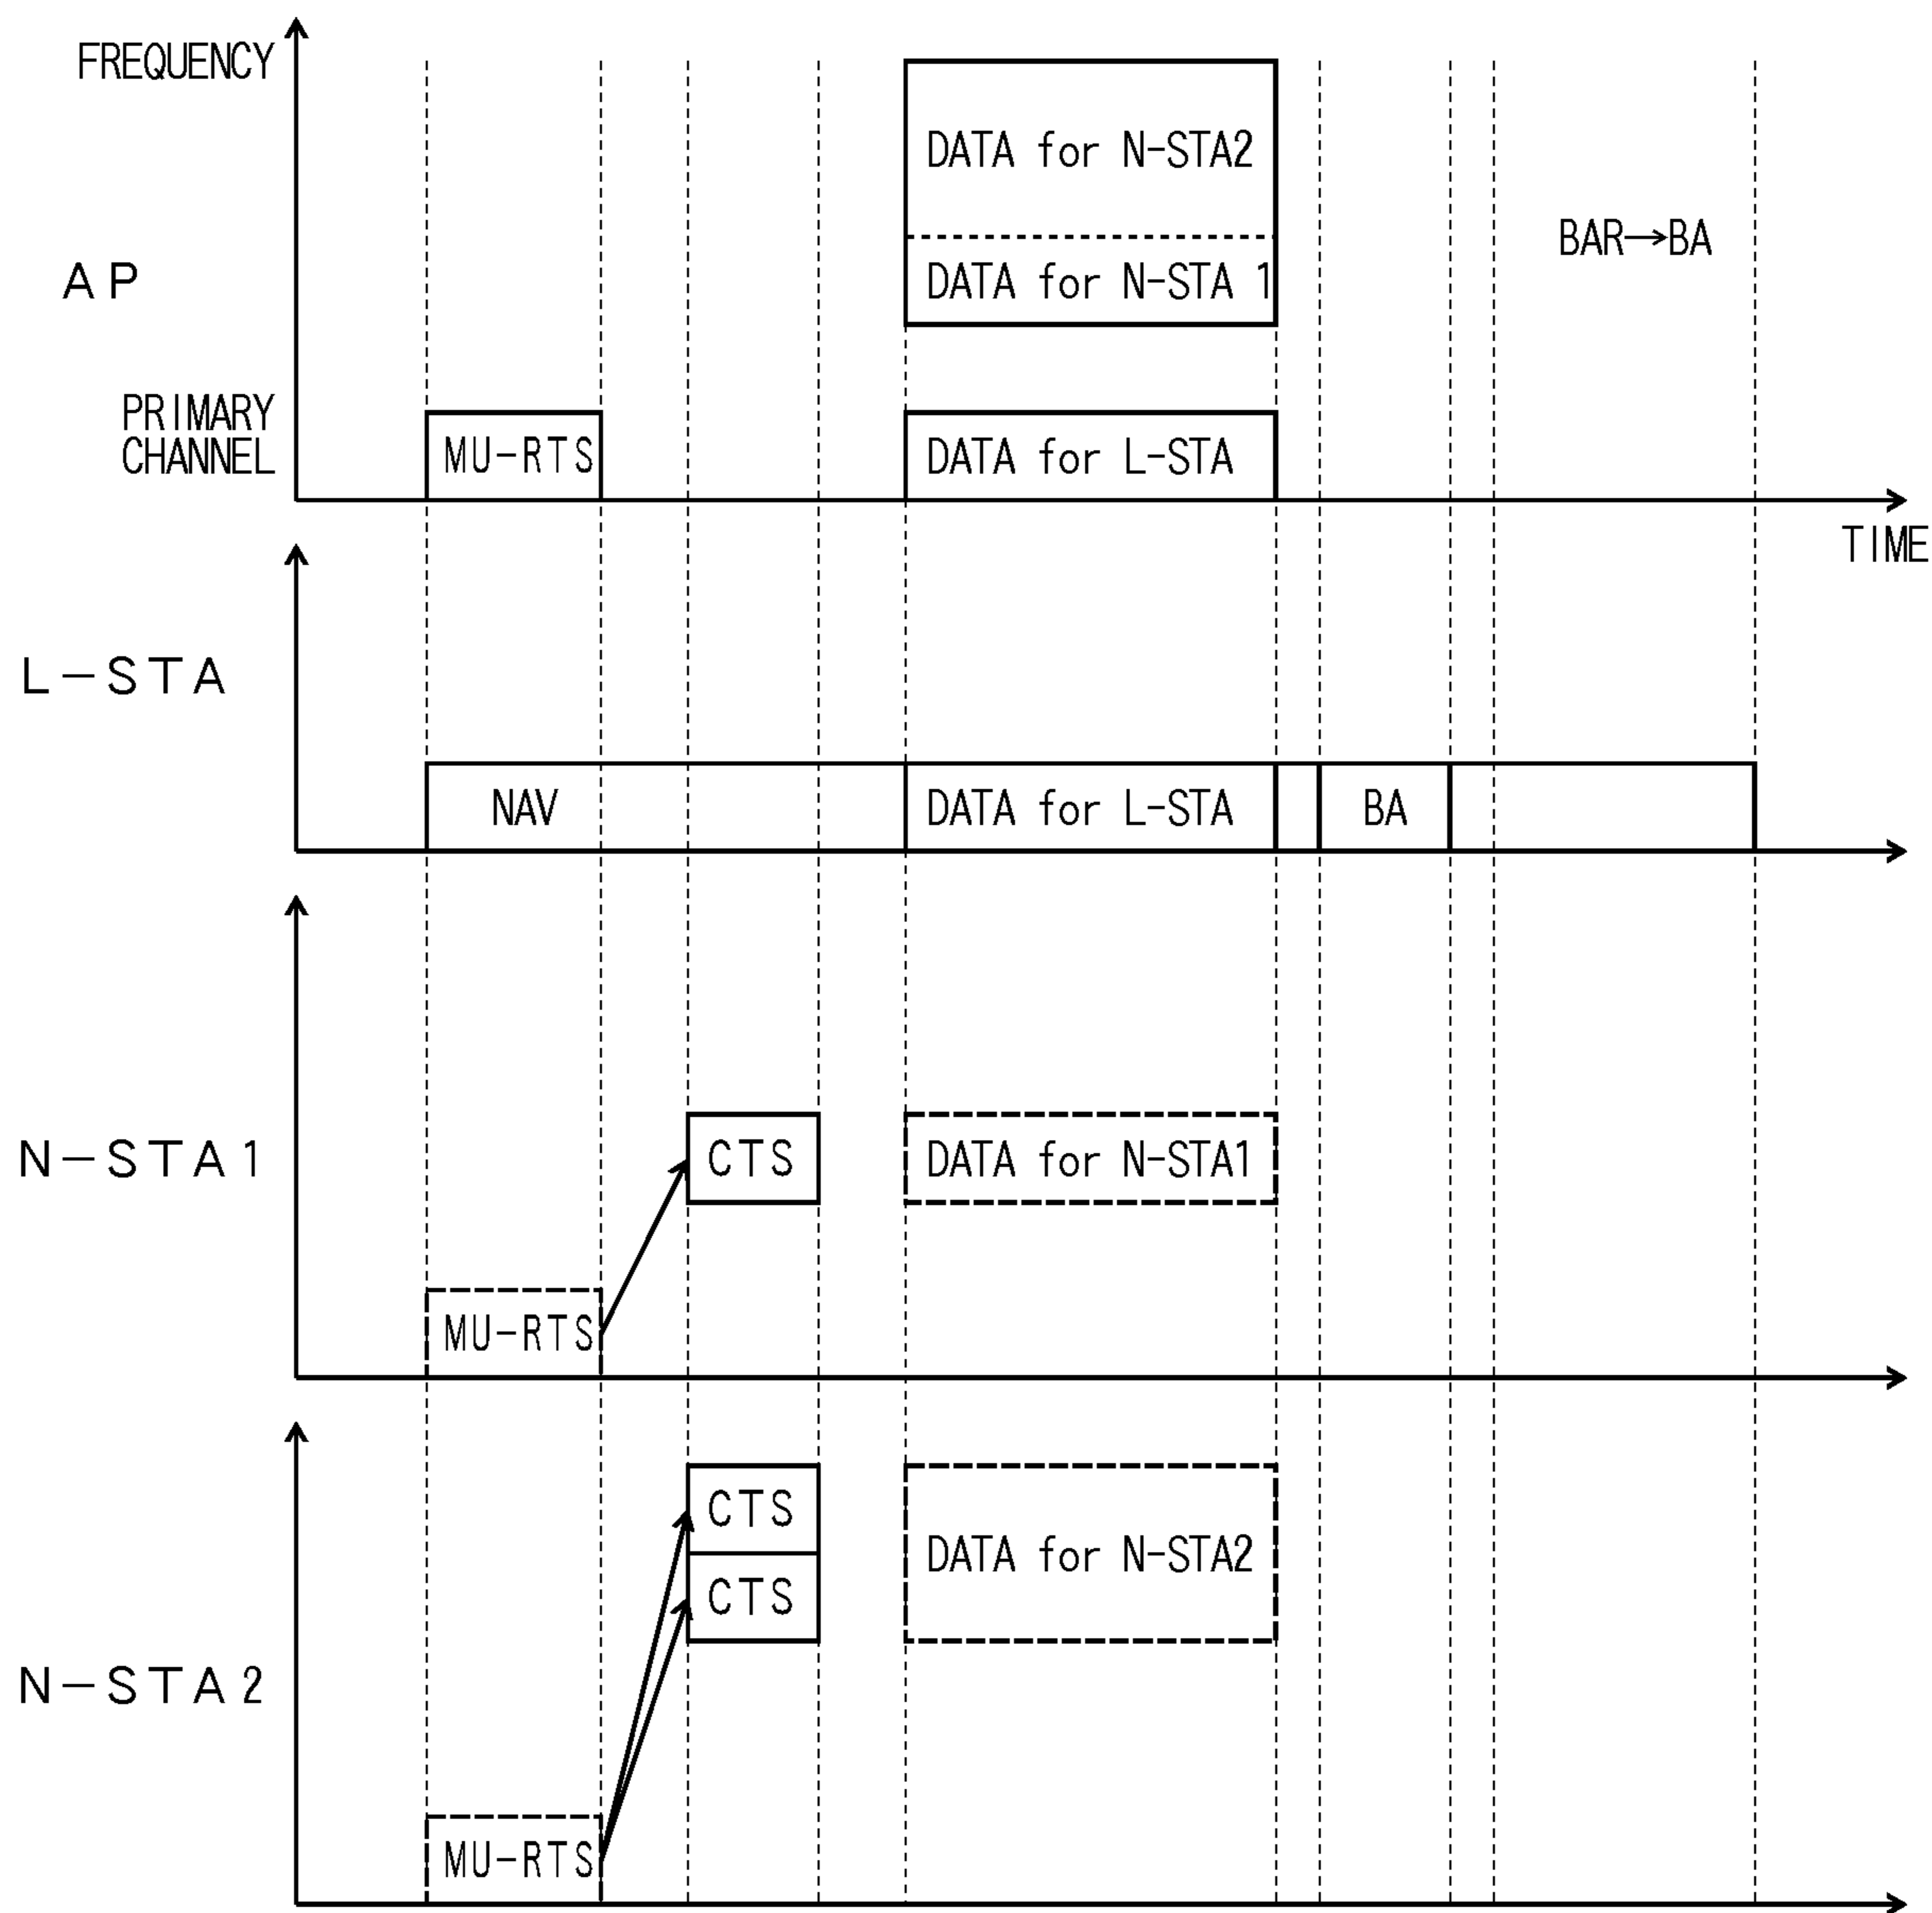 FREQUENCY
DATA for N-STA2
BAR→BA
DATA for N-STA 1
AP
PRIMARY
CHANNEL
MU-RTS
DATA for L-STA
TIME
L-STA
NAV
DATA for L-STA
BA
N-STA1
CTS
DATA for N-STA1
MU-RTS
CTS
DATA for N-STA2
CTS
N-STA2
MU-RTS